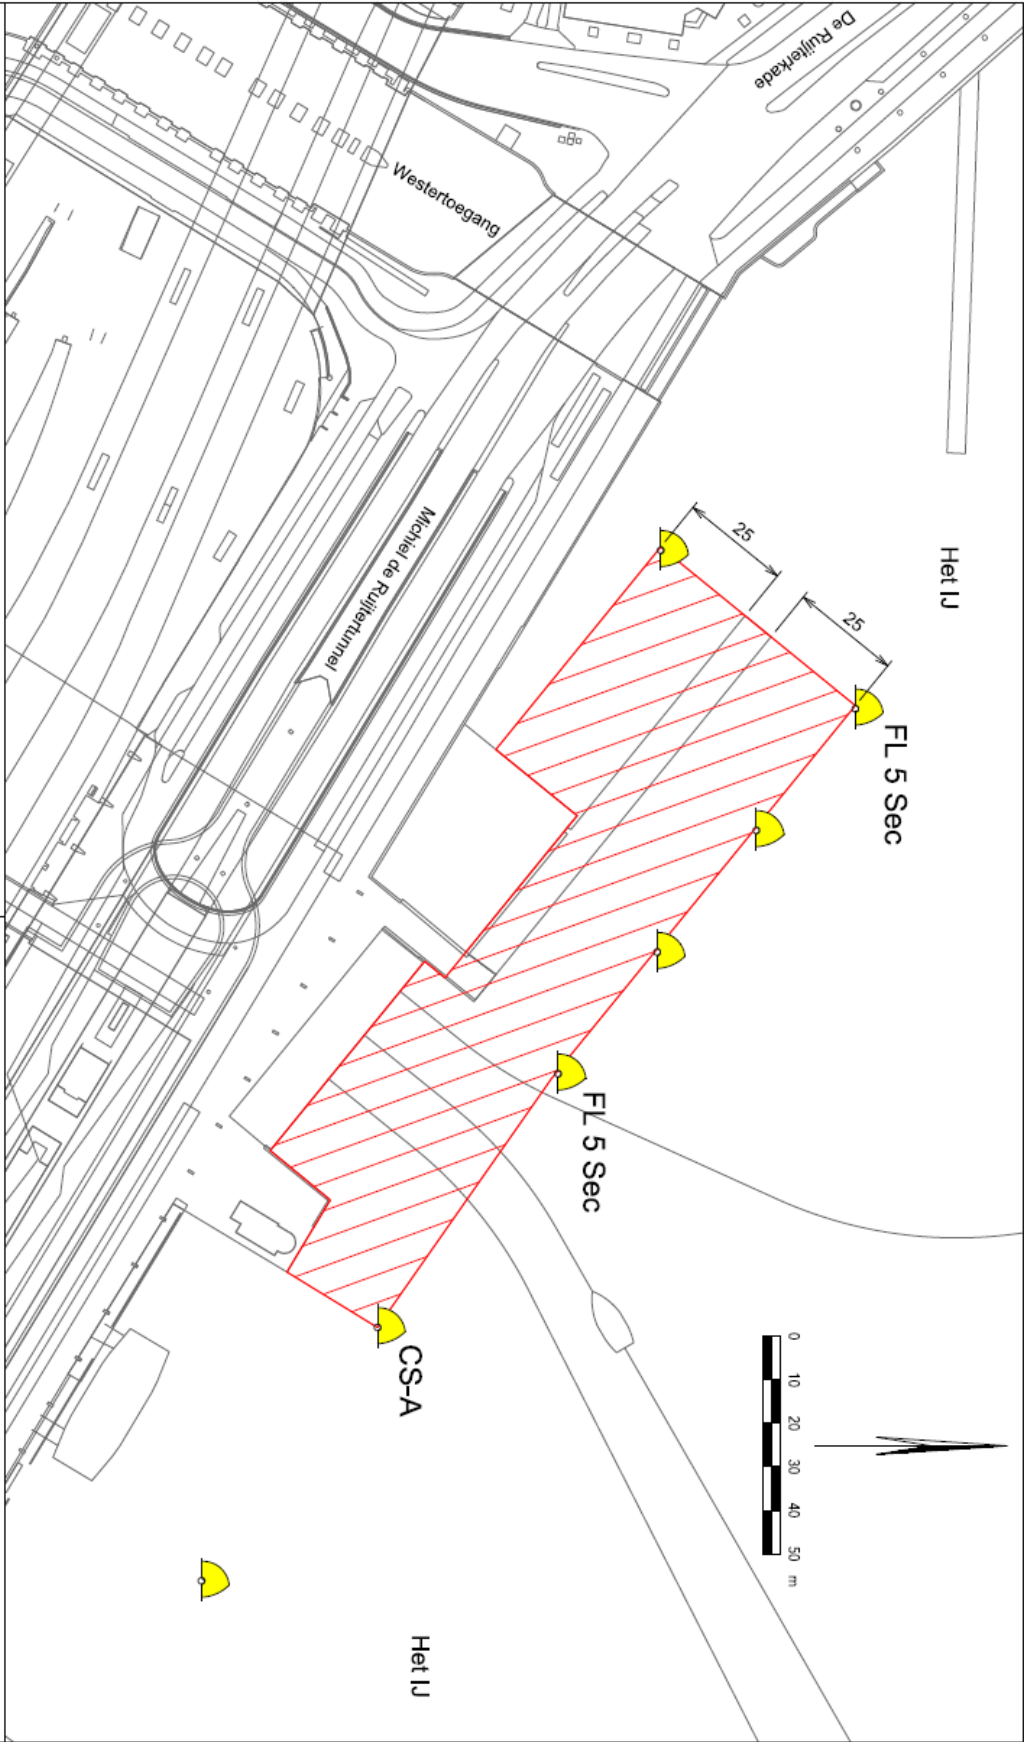 De Ruijterkade
Westertoegang
Het IJ
25
25
Michiel de Ruijtertunnel
FL 5 Sec
FL 5 Sec
CS-A
0 10 20 30 40 50 m
Het IJ